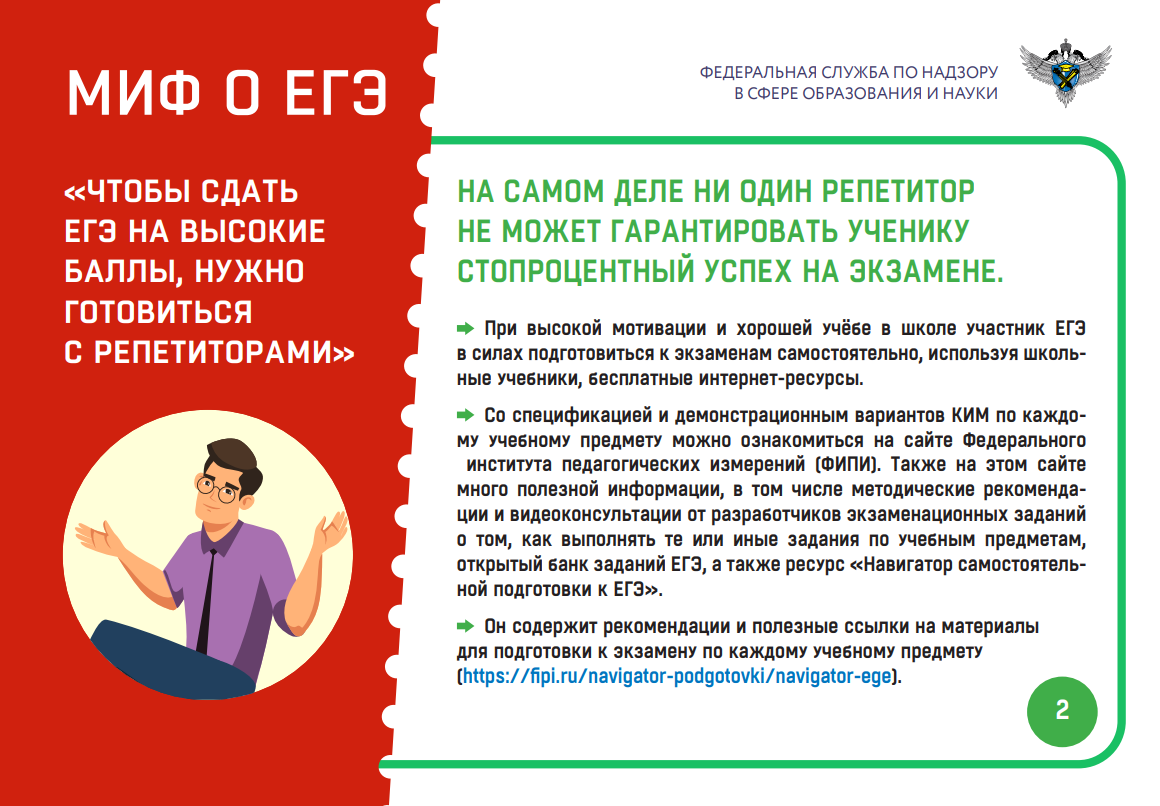 МИФ О ЕГЭ
«ЧТОБЫ СДАТЬ
ЕГЭ НА ВЫСОКИЕ
БАЛЛЫ, НУЖНО
ГОТОВИТЬСЯ
С РЕПЕТИТОРАМИ»
ФЕДЕРАЛЬНАЯ СЛУЖБА ПО НАДЗОРУ
В СФЕРЕ ОБРАЗОВАНИЯ И НАУКИ
НА САМОМ ДЕЛЕ НИ ОДИН РЕПЕТИТОР
НЕ МОЖЕТ ГАРАНТИРОВАТЬ УЧЕНИКУ
СТОПРОЦЕНТНЫЙ УСПЕХ НА ЭКЗАМЕНЕ.
При высокой мотивации и хорошей учёбе в школе участник ЕГЭ
в силах подготовиться к экзаменам самостоятельно, используя школь-
ные учебники, бесплатные интернет-ресурсы.
Со спецификацией и демонстрационным вариантов КИМ по каждо-
му учебному предмету можно ознакомиться на сайте Федерального
института педагогических измерений (ФИПИ). Также на этом сайте
много полезной информации, в том числе методические рекоменда-
ции и видеоконсультации от разработчиков экзаменационных заданий
о том, как выполнять те или иные задания по учебным предметам,
открытый банк заданий ЕГЭ, а также ресурс «Навигатор самостоятель-
ной подготовки к ЕГЭ».
Он содержит рекомендации и полезные ссылки на материалы
для подготовки к экзамену по каждому учебному предмету
(https://fipi.ru/navigator-podgotovki/navigator-ege).
2